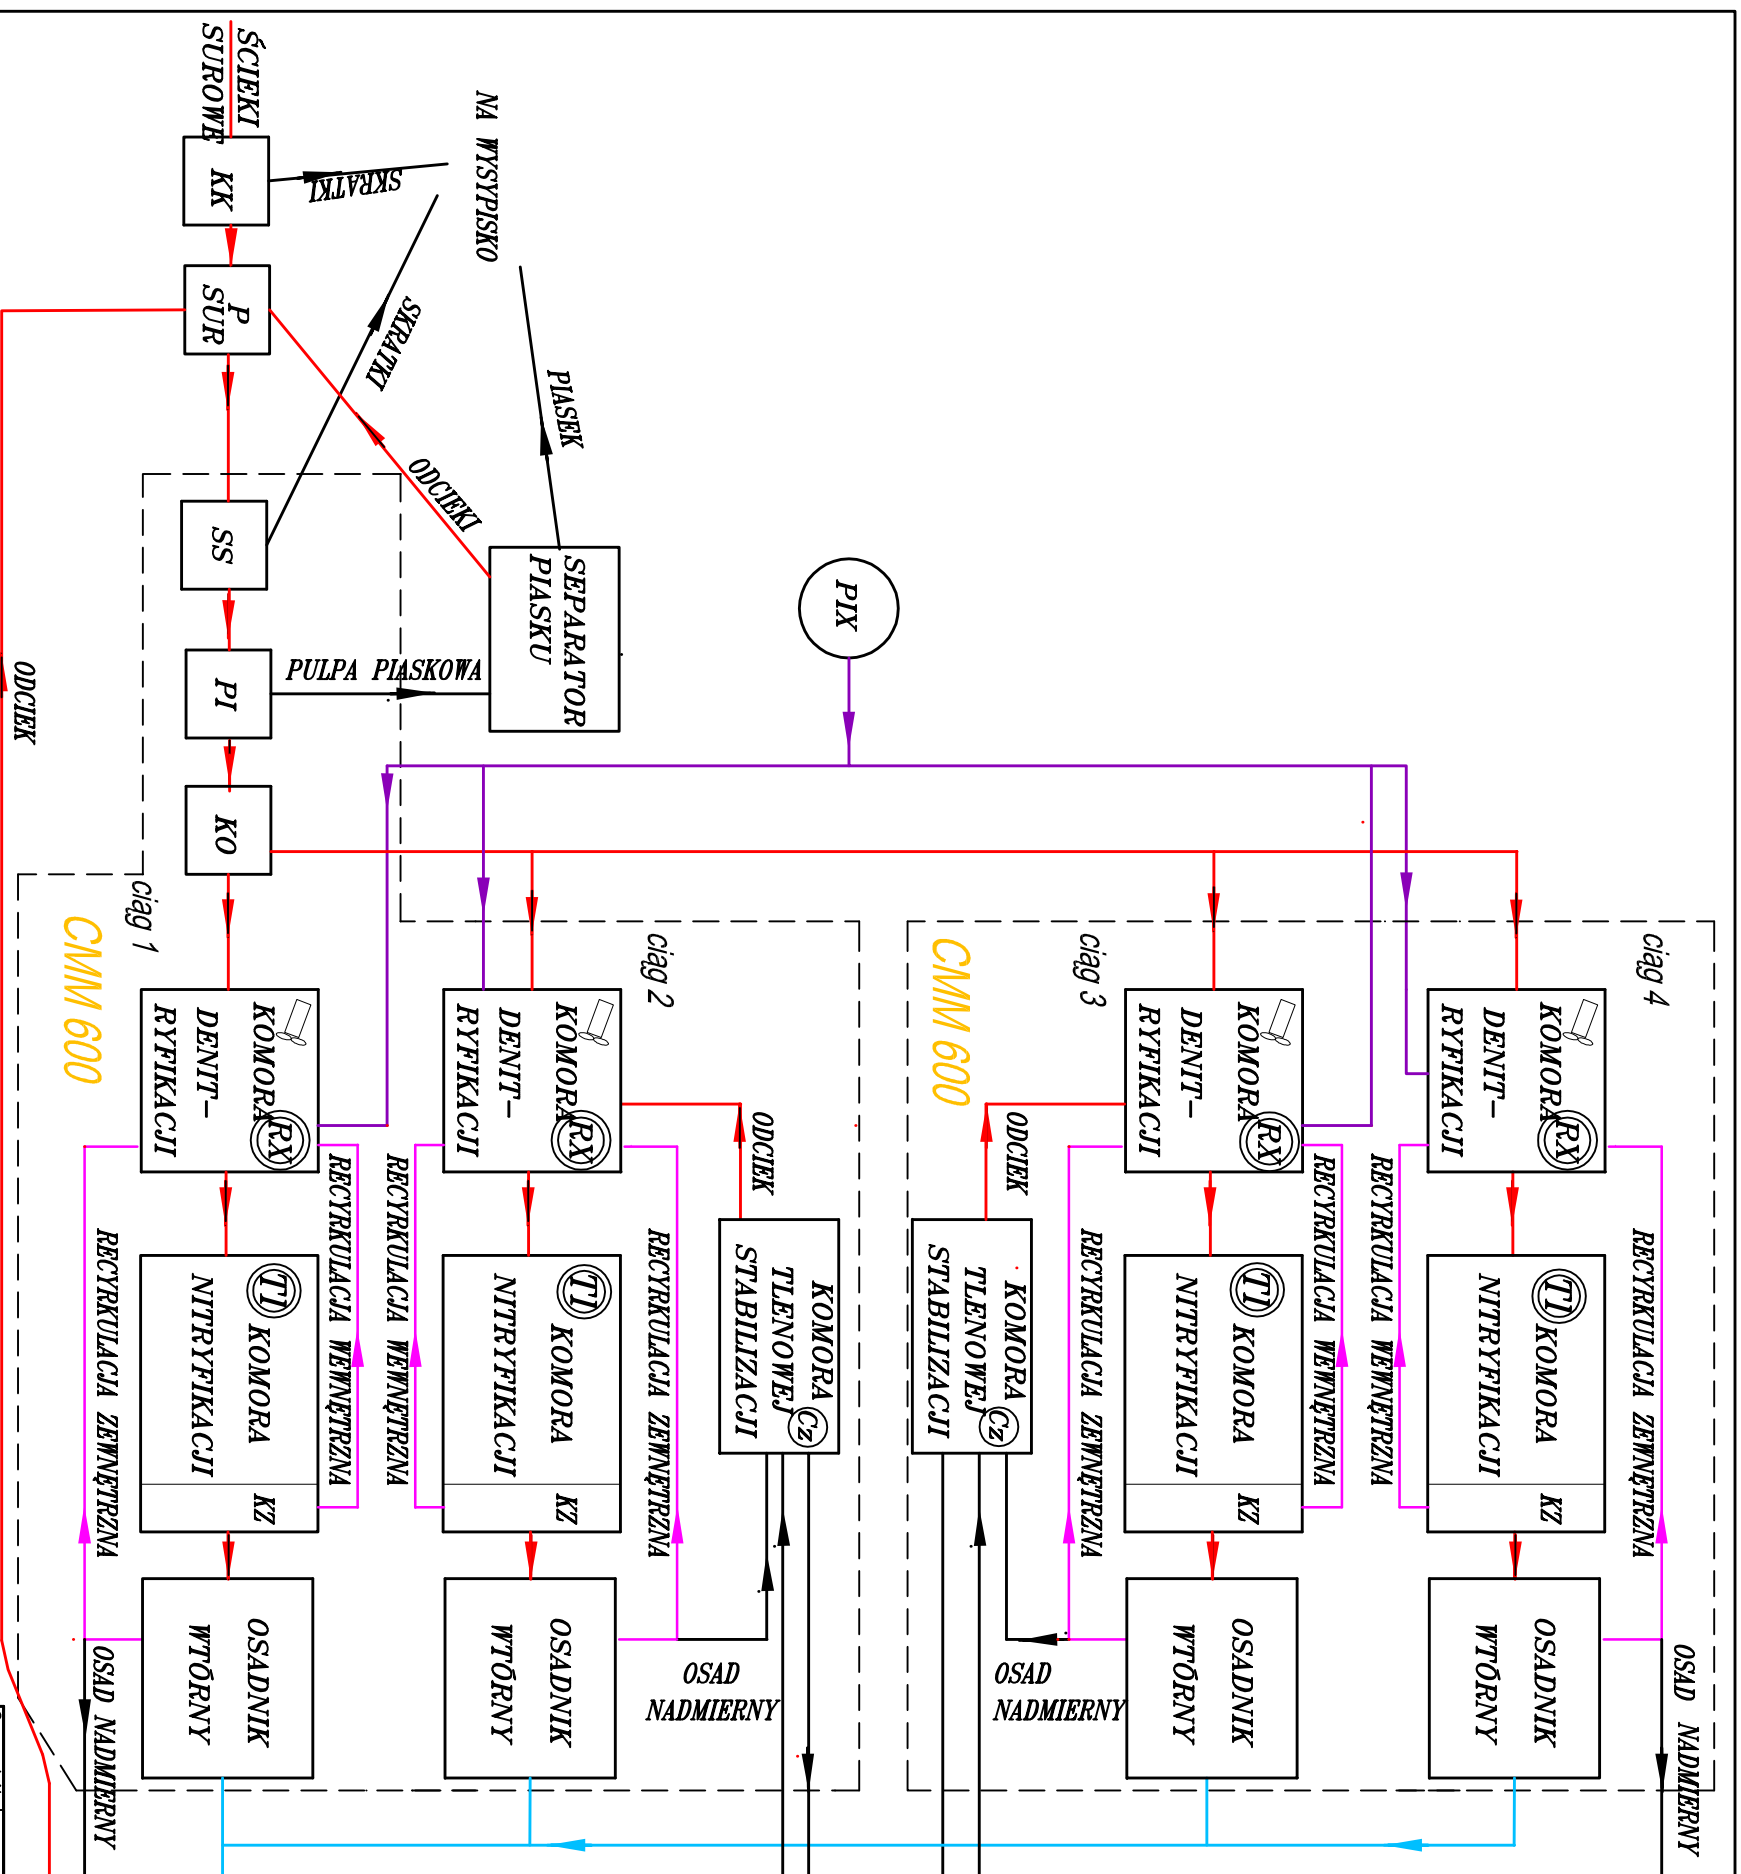 ŚCIEKI
SUROWE
KK
SKRATKI
NA WYSYPISKO
P
SUR
SKRATKI
PIASEK
ODCIEKI
SS
SEPARATOR
PIASKU
PIX
ODCIEK
PI
PULPA PIASKOWA
KO
ciąg 1
CMM 600
ciąg 2
CMM 600
ciąg 3
ciąg 4
KOMORA
DENIT-
RYFIKACJI
RX
KOMORA
DENIT-
RYFIKACJI
RX
KOMORA
DENIT-
RYFIKACJI
RX
KOMORA
DENIT-
RYFIKACJI
RX
ODCIEK
ODCIEK
RECYRKULACJA ZEWNĘTRZNA
RECYRKULACJA WEWNĘTRZNA
RECYRKULACJA WEWNĘTRZNA
RECYRKULACJA ZEWNĘTRZNA
RECYRKULACJA ZEWNĘTRZNA
RECYRKULACJA WEWNĘTRZNA
RECYRKULACJA WEWNĘTRZNA
RECYRKULACJA ZEWNĘTRZNA
TI
KOMORA
NITRYFIKACJI
KZ
TI
KOMORA
NITRYFIKACJI
KZ
KOMORA
TLENOWEJ
STABILIZACJI
Cz
KOMORA
TLENOWEJ
STABILIZACJI
Cz
TI
KOMORA
NITRYFIKACJI
KZ
TI
KOMORA
NITRYFIKACJI
KZ
OSADNIK
WTÓRNY
OSADNIK
WTÓRNY
OSADNIK
WTÓRNY
OSADNIK
WTÓRNY
OSAD NADMIERNY
OSAD
NADMIERNY
OSAD
NADMIERNY
OSAD NADMIERNY